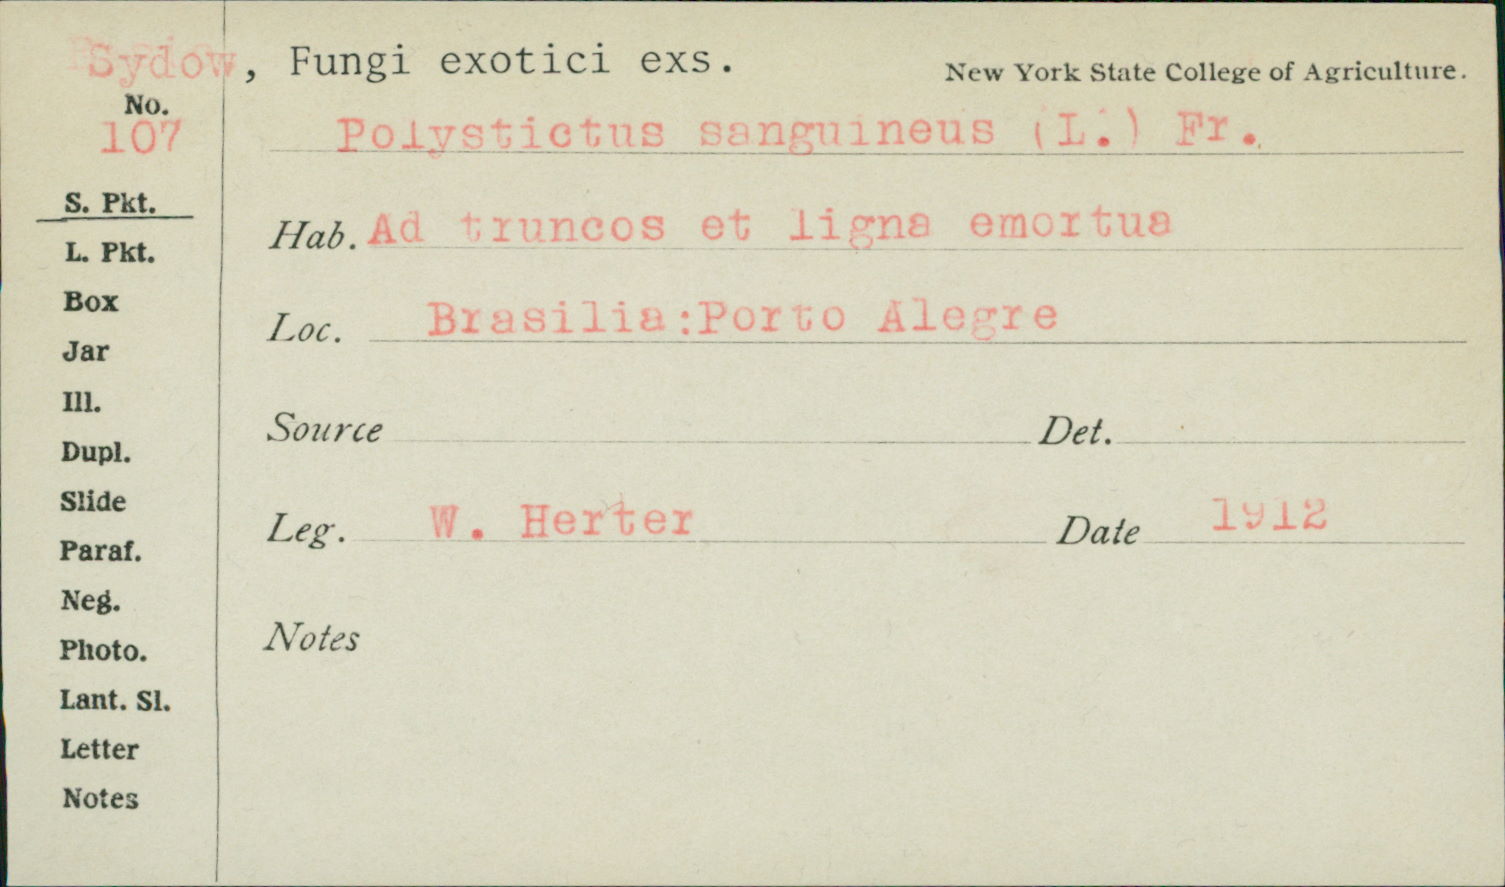 Sydow, Fungi exotici exs.
New York State College of Agriculture.
No.
107
Polystictus sanguineus (L.) Fr.
S. Pkt.
Hab. Ad truncos et ligna emortua
L. Pkt.
Box
Loc. Brasilia:Porto Alegre
Jar
Ill.
Source Det.
Dupl.
Slide
Leg. W. Herter Date 1912
Paraf.
Neg.
Notes
Photo.
Lant. Sl.
Letter
Notes